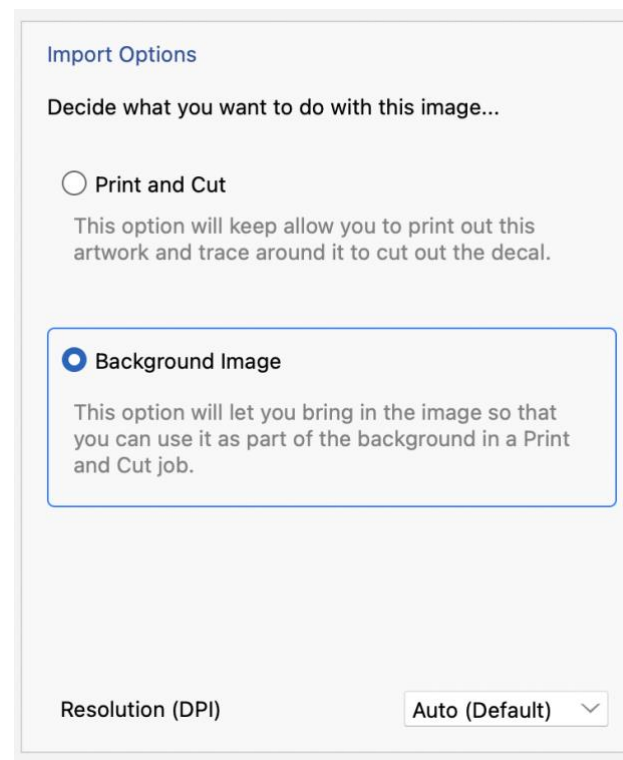 Import Options
Decide what you want to do with this image...
Print and Cut
This option will keep allow you to print out this
artwork and trace around it to cut out the decal.
Background Image
This option will let you bring in the image so that
you can use it as part of the background in a Print
and Cut job.
Resolution (DPI) Auto (Default)